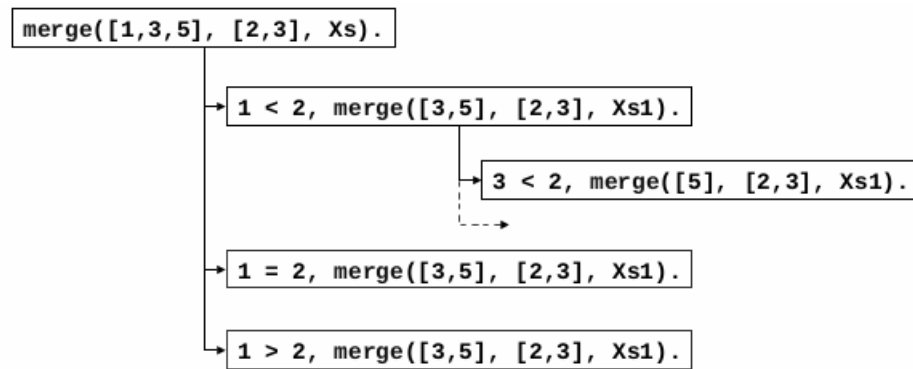 merge([1,3,5], [2,3], Xs).
1 < 2, merge([3,5], [2,3], Xs1).
3 < 2, merge([5], [2,3], Xs1).
1 = 2, merge([3,5], [2,3], Xs1).
1 > 2, merge([3,5], [2,3], Xs1).